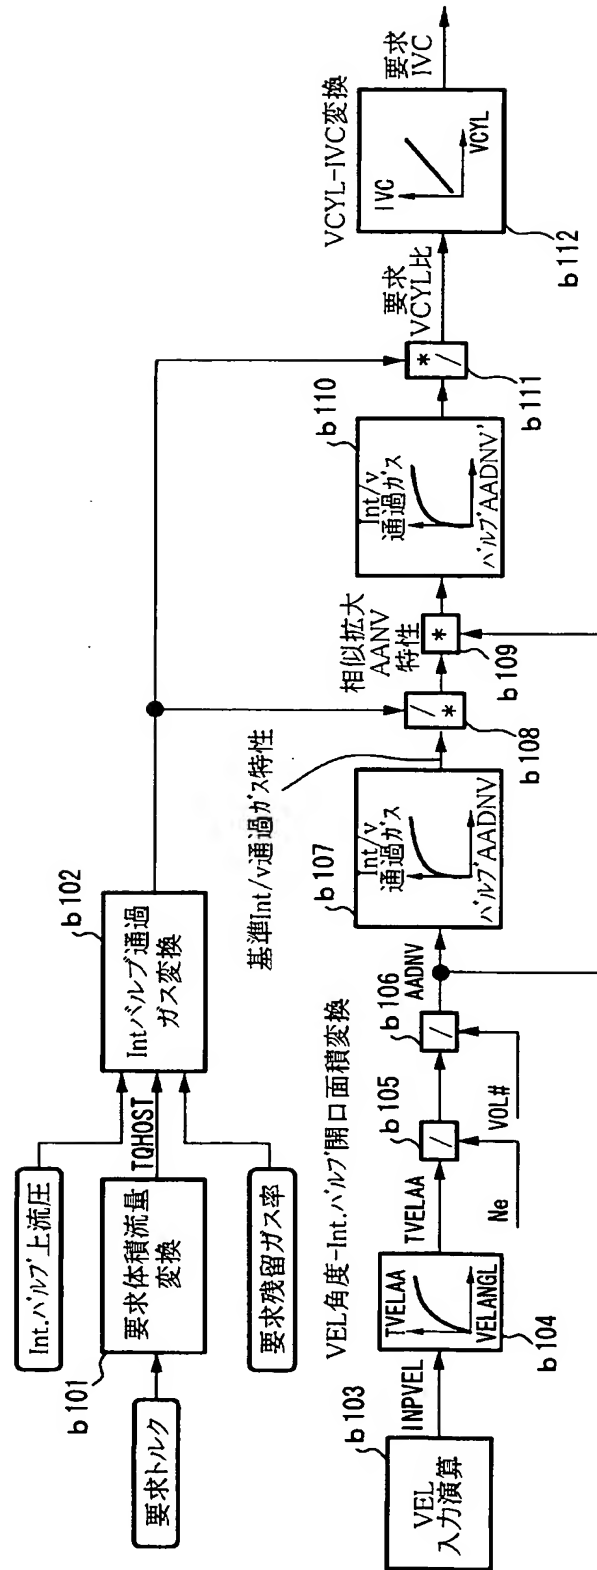 要求トルク
b101
要求体積流量
変換
Int.バルブ上流圧
TQHOST
要求残留ガス率
b102
Intバルブ通過
ガス変換
b103
VEL
入力演算
INPVEL
VEL角度-Int.バルブ開口面積変換
TVELAA
VELANGL
b104
TVELAA
b105
Ne
b106
VOL#
AADNV
b107
Int/v
通過ガス
バルブAADNV
基準Int/v通過ガス特性
b108
/
*
相似拡大
AANV
特性
*
b109
b110
Int/v
通過ガス
バルブAADNV'
*
/
b111
要求
VCYL比
VCYL-IVC変換
IVC
VCYL
b112
要求
IVC
/
/